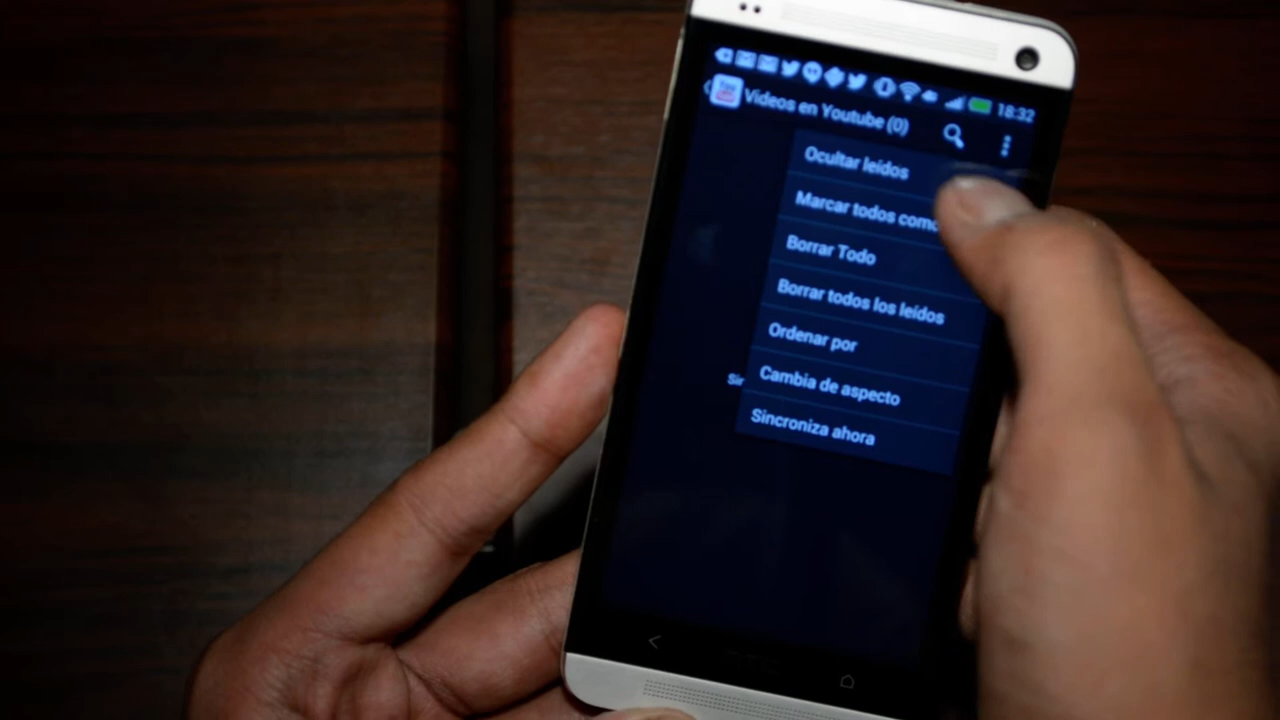 18:32
Vídeos en Youtube (0)
Ocultar leídos
Marcar todos como
Borrar Todo
Borrar todos los leídos
Ordenar por
Cambia de aspecto
Sincroniza ahora